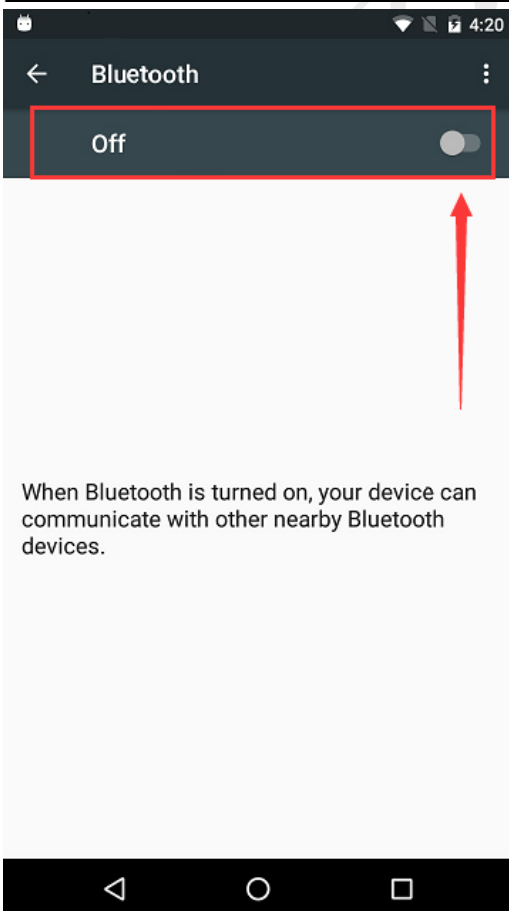 4:20
Bluetooth
Off
When Bluetooth is turned on, your device can
communicate with other nearby Bluetooth
devices.